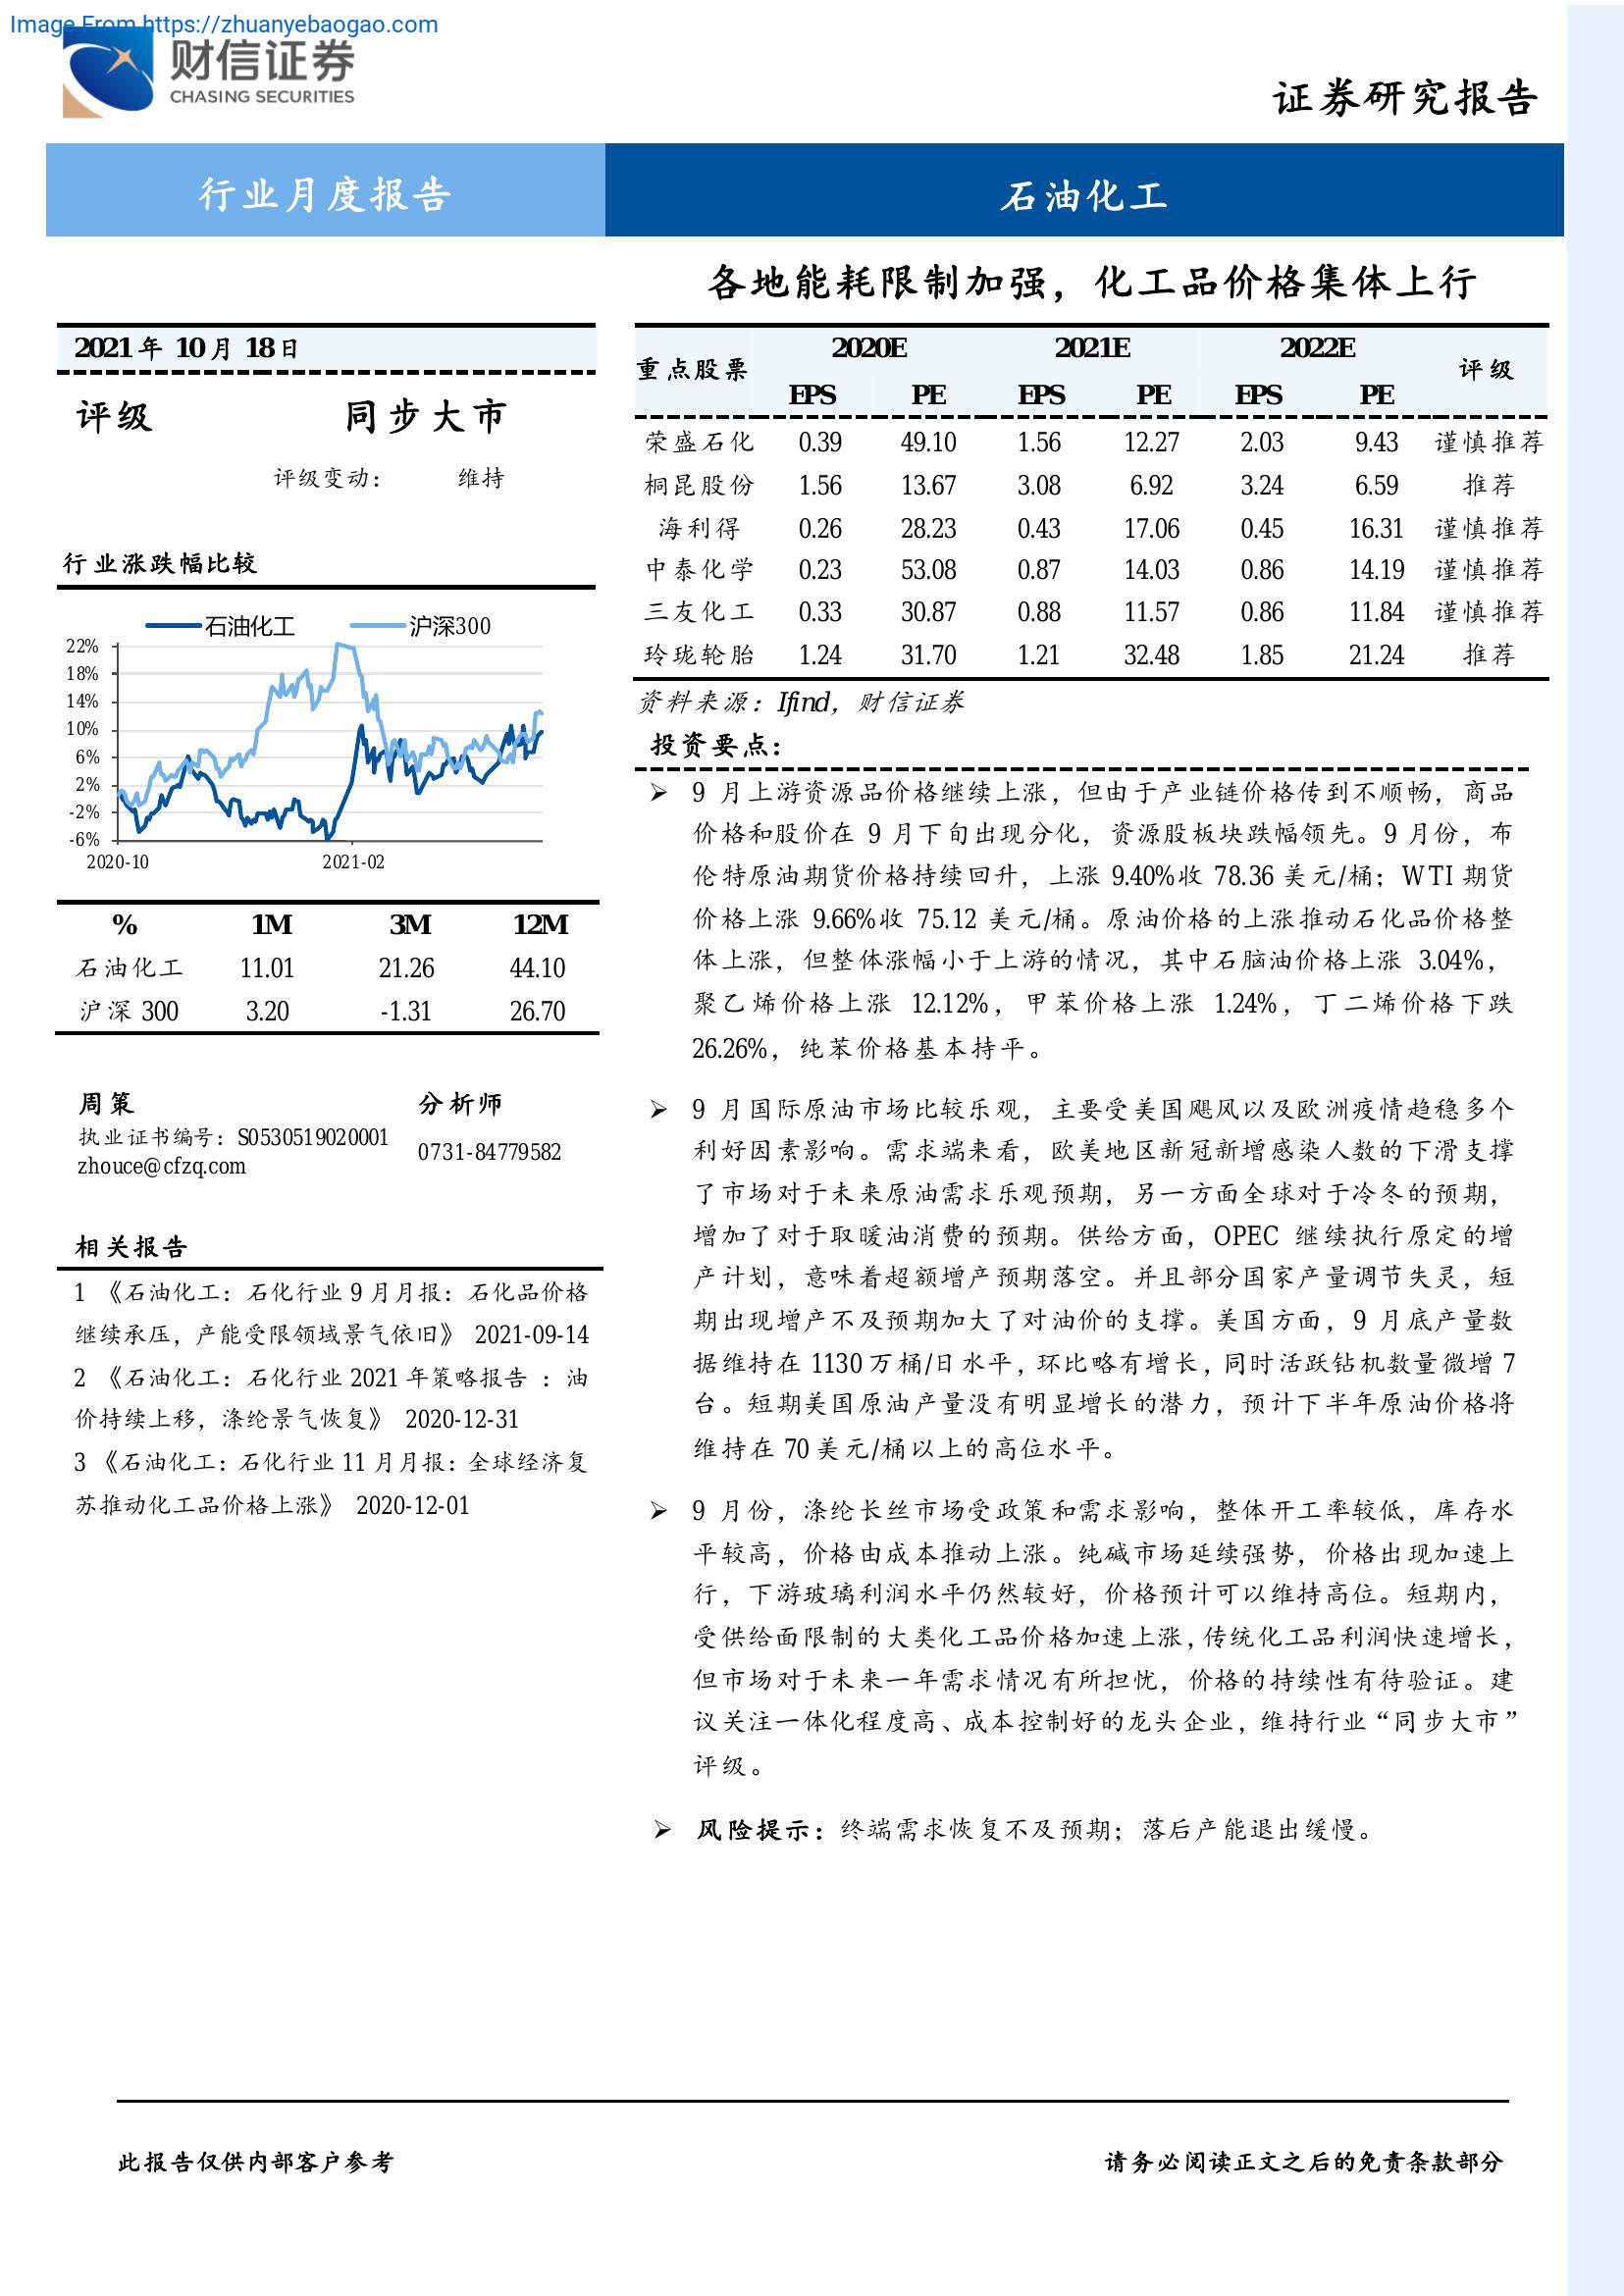 Image From https://zhuanyebaogao.com
财信证券
CHASING SECURITIES
证券研究报告
行业月度报告
石油化工
各地能耗限制加强，化工品价格集体上行
2021 年 10 月 18 日
评级 同步大市
评级变动： 维持
行业涨跌幅比较
石油化工 沪深300
22%
18%
14%
10%
6%
2%
-2%
-6%
2020-10 2021-02
% 1M 3M 12M
石油化工 11.01 21.26 44.10
沪深 300 3.20 -1.31 26.70
周策 分析师
执业证书编号：S0530519020001 0731-84779582
zhouce@cfzq.com
相关报告
1 《石油化工：石化行业 9 月月报：石化品价格
继续承压，产能受限领域景气依旧》 2021-09-14
2 《石油化工：石化行业 2021 年策略报告 ：油
价持续上移，涤纶景气恢复》 2020-12-31
3 《石油化工：石化行业 11 月月报：全球经济复
苏推动化工品价格上涨》 2020-12-01
重点股票 2020E 2021E 2022E 评级
EPS PE EPS PE EPS PE
荣盛石化 0.39 49.10 1.56 12.27 2.03 9.43 谨慎推荐
桐昆股份 1.56 13.67 3.08 6.92 3.24 6.59 推荐
海利得 0.26 28.23 0.43 17.06 0.45 16.31 谨慎推荐
中泰化学 0.23 53.08 0.87 14.03 0.86 14.19 谨慎推荐
三友化工 0.33 30.87 0.88 11.57 0.86 11.84 谨慎推荐
玲珑轮胎 1.24 31.70 1.21 32.48 1.85 21.24 推荐
资料来源：Ifind，财信证券
投资要点：
➢ 9 月上游资源品价格继续上涨，但由于产业链价格传到不顺畅，商品
价格和股价在 9 月下旬出现分化，资源股板块跌幅领先。9 月份，布
伦特原油期货价格持续回升，上涨 9.40%收 78.36 美元/桶；WTI 期货
价格上涨 9.66%收 75.12 美元/桶。原油价格的上涨推动石化品价格整
体上涨，但整体涨幅小于上游的情况，其中石脑油价格上涨 3.04%，
聚乙烯价格上涨 12.12%，甲苯价格上涨 1.24%，丁二烯价格下跌
26.26%，纯苯价格基本持平。
➢ 9 月国际原油市场比较乐观，主要受美国飓风以及欧洲疫情趋稳多个
利好因素影响。需求端来看，欧美地区新冠新增感染人数的下滑支撑
了市场对于未来原油需求乐观预期，另一方面全球对于冷冬的预期，
增加了对于取暖油消费的预期。供给方面，OPEC 继续执行原定的增
产计划，意味着超额增产预期落空。并且部分国家产量调节失灵，短
期出现增产不及预期加大了对油价的支撑。美国方面，9 月底产量数
据维持在 1130 万桶/日水平，环比略有增长，同时活跃钻机数量微增 7
台。短期美国原油产量没有明显增长的潜力，预计下半年原油价格将
维持在 70 美元/桶以上的高位水平。
➢ 9 月份，涤纶长丝市场受政策和需求影响，整体开工率较低，库存水
平较高，价格由成本推动上涨。纯碱市场延续强势，价格出现加速上
行，下游玻璃利润水平仍然较好，价格预计可以维持高位。短期内，
受供给面限制的大类化工品价格加速上涨，传统化工品利润快速增长，
但市场对于未来一年需求情况有所担忧，价格的持续性有待验证。建
议关注一体化程度高、成本控制好的龙头企业，维持行业“同步大市”
评级。
➢ 风险提示：终端需求恢复不及预期；落后产能退出缓慢。
此报告仅供内部客户参考 请务必阅读正文之后的免责条款部分